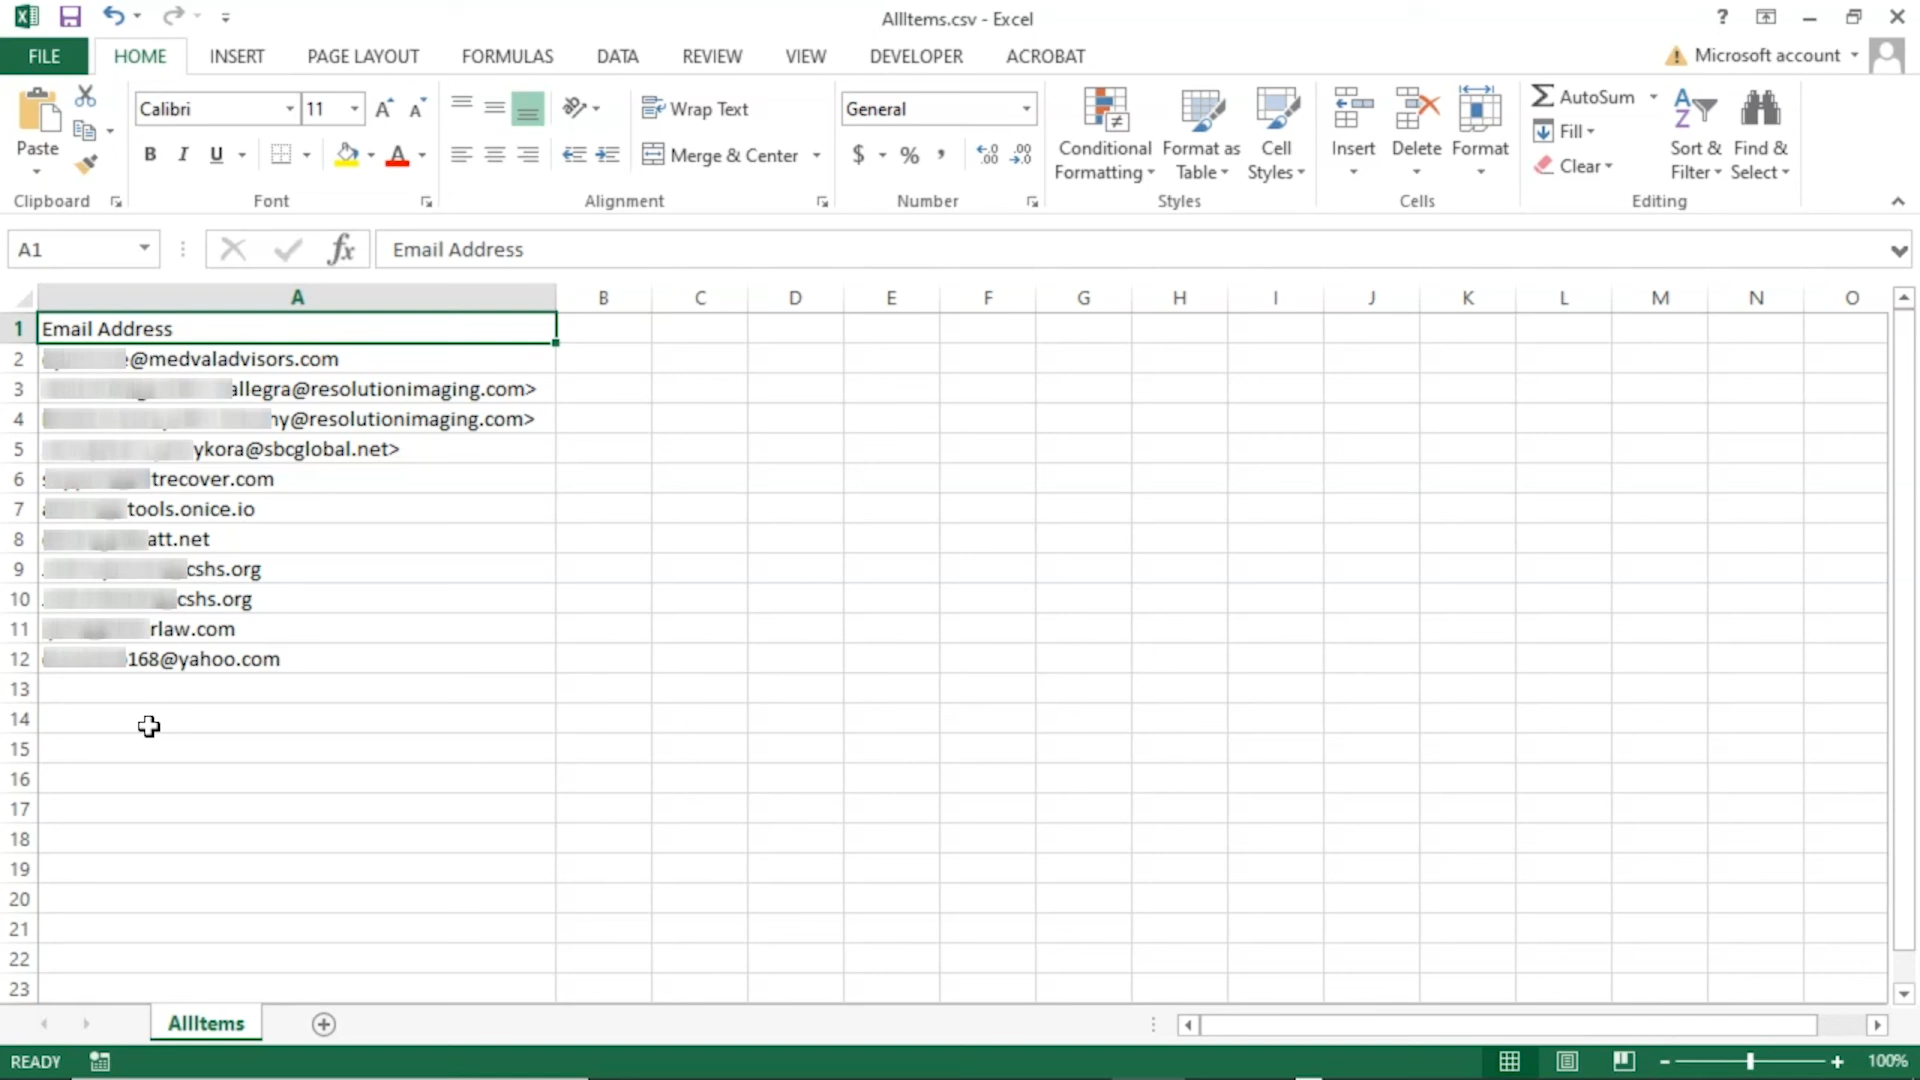 AllItems.csv - Excel
?
FILE HOME INSERT PAGE LAYOUT FORMULAS DATA REVIEW VIEW DEVELOPER ACROBAT
Microsoft account
Paste
Calibri 11
B I U
Wrap Text
Merge & Center
General
$ % ,
Conditional Formatting
Format as Table
Cell Styles
Insert
Delete
Format
AutoSum
Fill
Clear
Sort & Filter
Find & Select
Clipboard Font Alignment Number Styles Cells Editing
A1 fx Email Address
A B C D E F G H I J K L M N O
1 Email Address
2 @medvaladvisors.com
3 allegra@resolutionimaging.com>
4 ny@resolutionimaging.com>
5 ykora@sbcglobal.net>
6 trecover.com
7 tools.onice.io
8 att.net
9 cshs.org
10 cshs.org
11 rlaw.com
12 168@yahoo.com
13
14
15
16
17
18
19
20
21
22
23
AllItems
READY
100%